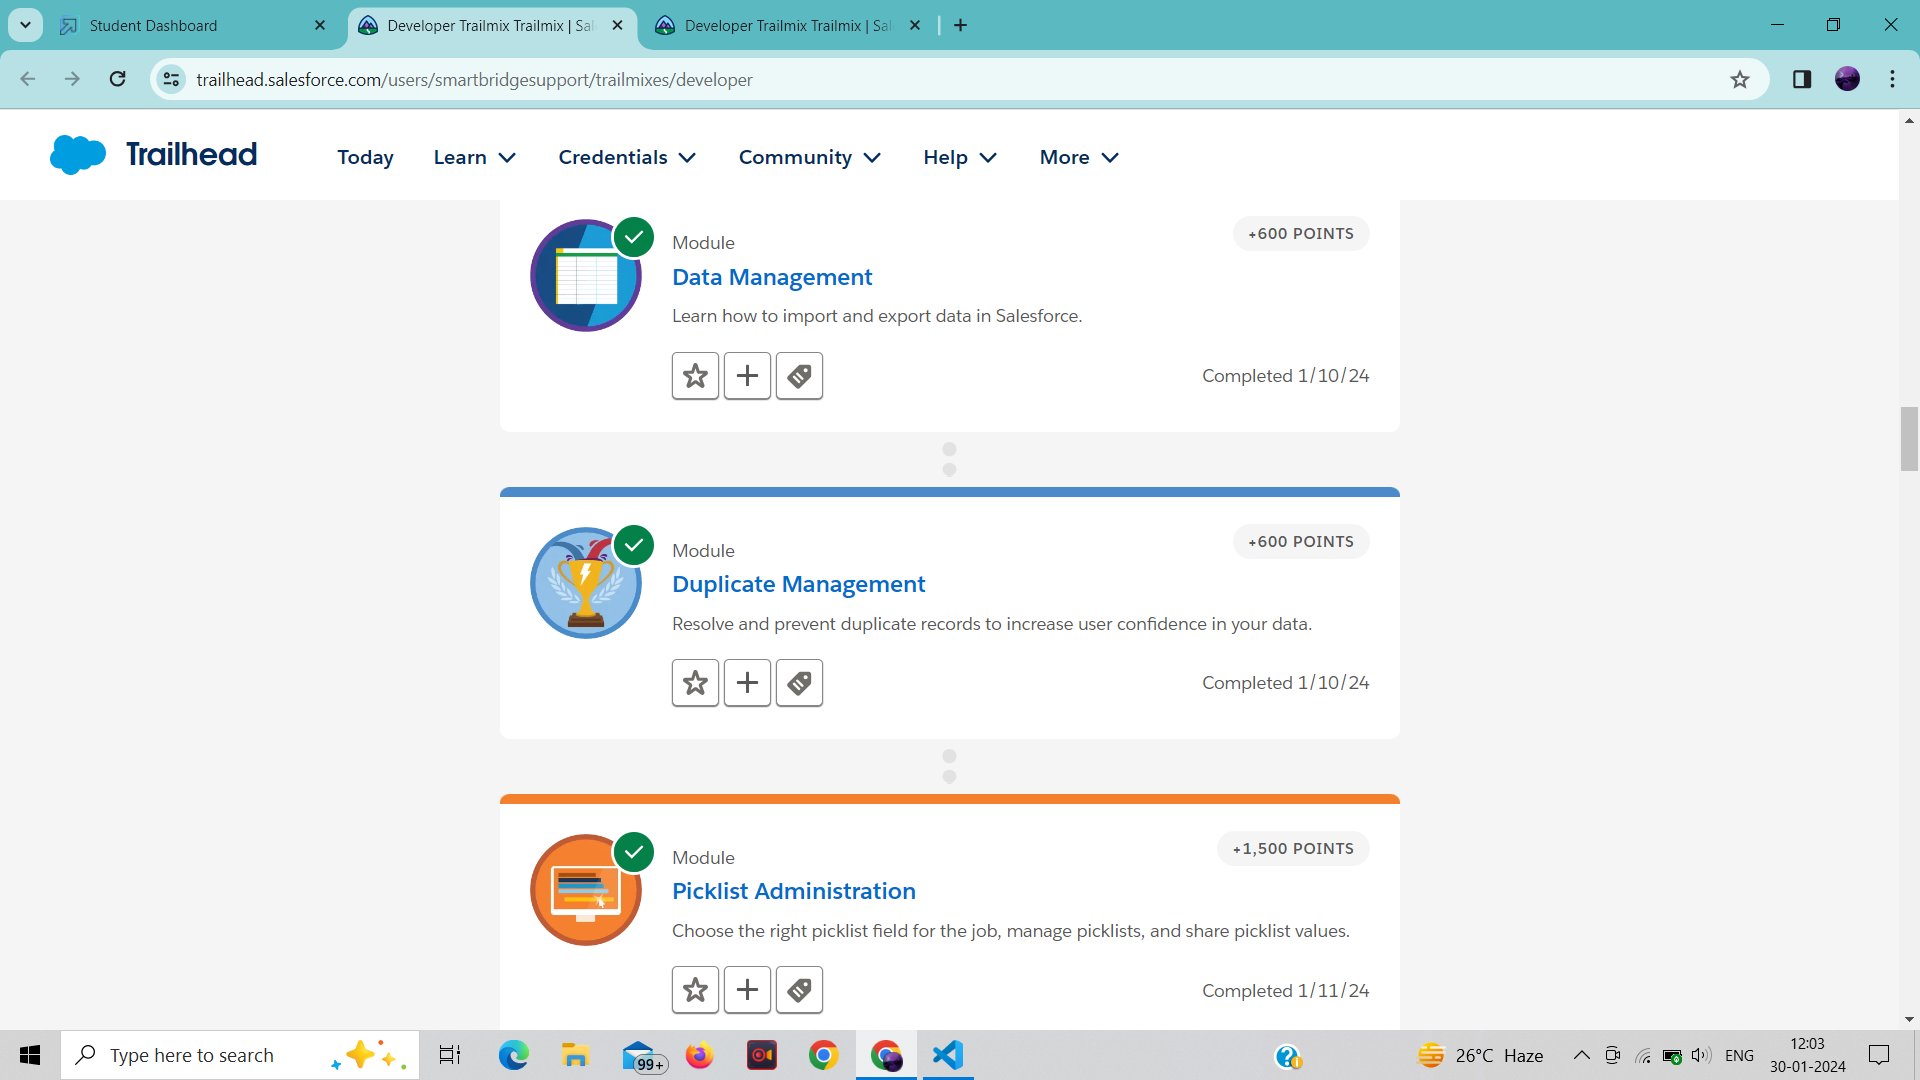 Student Dashboard
Developer Trailmix Trailmix | Sal
Developer Trailmix Trailmix | Sal
trailhead.salesforce.com/users/smartbridgesupport/trailmixes/developer
Trailhead
Today Learn Credentials Community Help More
Module
+600 POINTS
Data Management
Learn how to import and export data in Salesforce.
Completed 1/10/24
Module
+600 POINTS
Duplicate Management
Resolve and prevent duplicate records to increase user confidence in your data.
Completed 1/10/24
Module
+1,500 POINTS
Picklist Administration
Choose the right picklist field for the job, manage picklists, and share picklist values.
Completed 1/11/24
Type here to search
99+
26°C Haze
ENG
12:03
30-01-2024